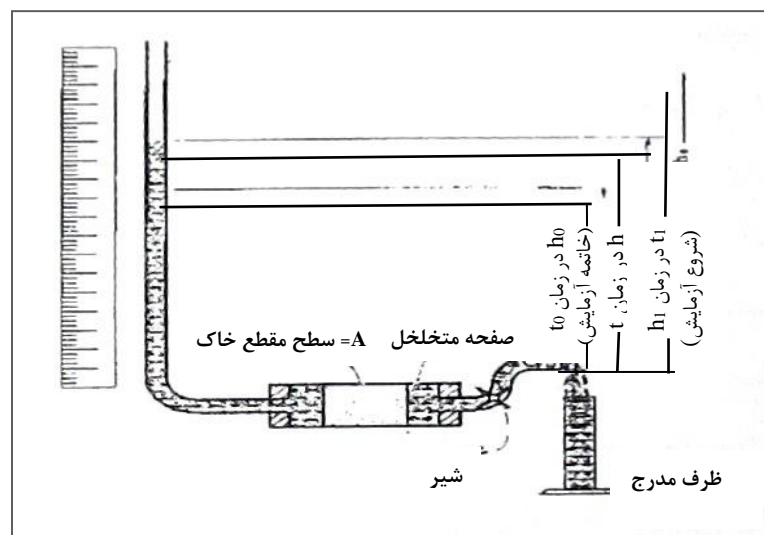 h₀
h₁ در زمان t₁
(شروع آزمایش)
h در زمان t
h₀ در زمان t₀
(خاتمه آزمایش)
A= سطح مقطع خاک
صفحه متخلخل
شیر
ظرف مدرج